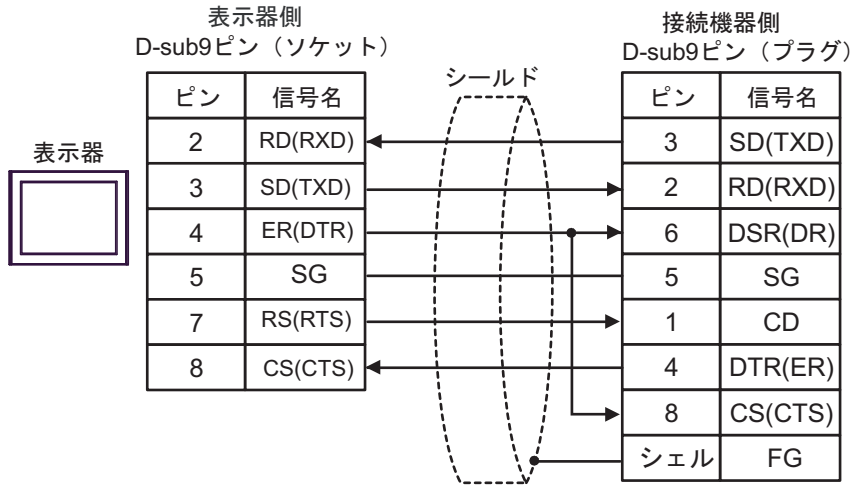 表示器側
D-sub9ピン（ソケット）
接続機器側
D-sub9ピン（プラグ）
シールド
表示器
ピン 信号名
2 RD(RXD)
3 SD(TXD)
4 ER(DTR)
5 SG
7 RS(RTS)
8 CS(CTS)
ピン 信号名
3 SD(TXD)
2 RD(RXD)
6 DSR(DR)
5 SG
1 CD
4 DTR(ER)
8 CS(CTS)
シェル FG